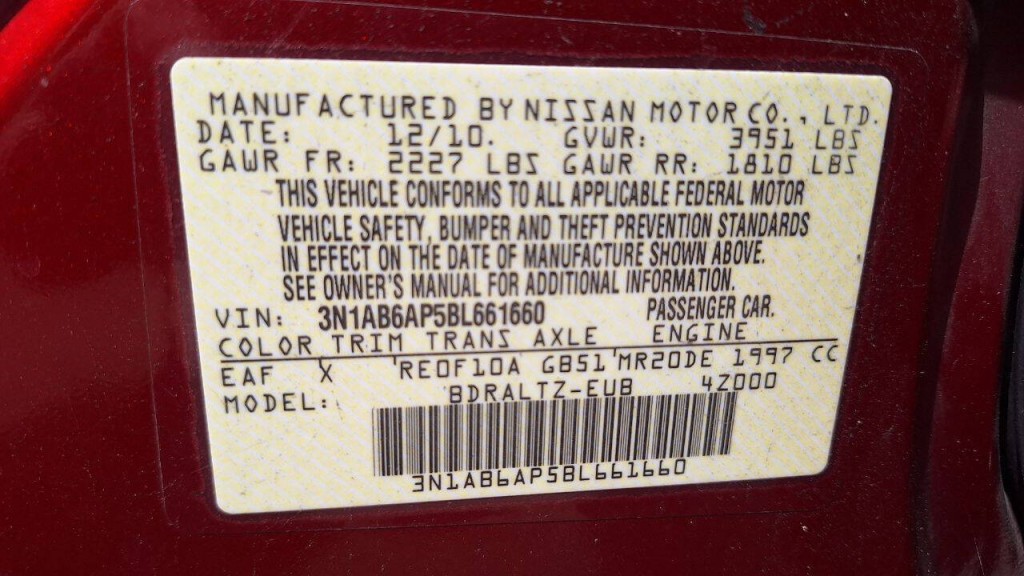 MANUFACTURED BY NISSAN MOTOR CO., LTD.
DATE: 12/10. GVWR: 3951 LBS
GAWR FR: 2227 LBS GAWR RR: 1810 LBS
THIS VEHICLE CONFORMS TO ALL APPLICABLE FEDERAL MOTOR
VEHICLE SAFETY, BUMPER AND THEFT PREVENTION STANDARDS
IN EFFECT ON THE DATE OF MANUFACTURE SHOWN ABOVE.
SEE OWNER'S MANUAL FOR ADDITIONAL INFORMATION.
VIN: 3N1AB6AP5BL661660 PASSENGER CAR.
COLOR TRIM TRANS AXLE ENGINE
EAF X REOF10A GB51 MR20DE 1997 CC
MODEL: BDRALTZ-EUB 4Z000
3N1AB6AP5BL661660